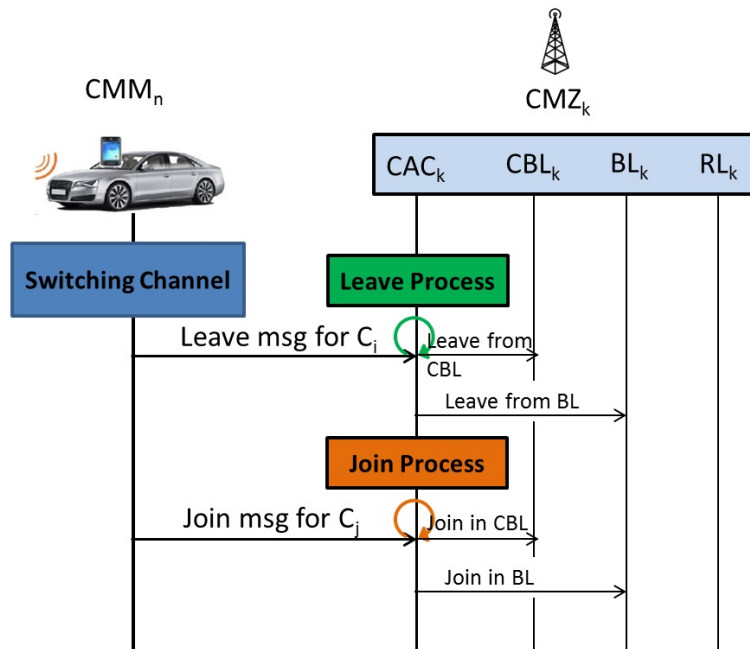 CMMₙ
CMZₖ
CACₖ CBLₖ BLₖ RLₖ
Switching Channel
Leave Process
Leave msg for Cᵢ
Leave from
CBL
Leave from BL
Join Process
Join msg for Cⱼ
Join in CBL
Join in BL